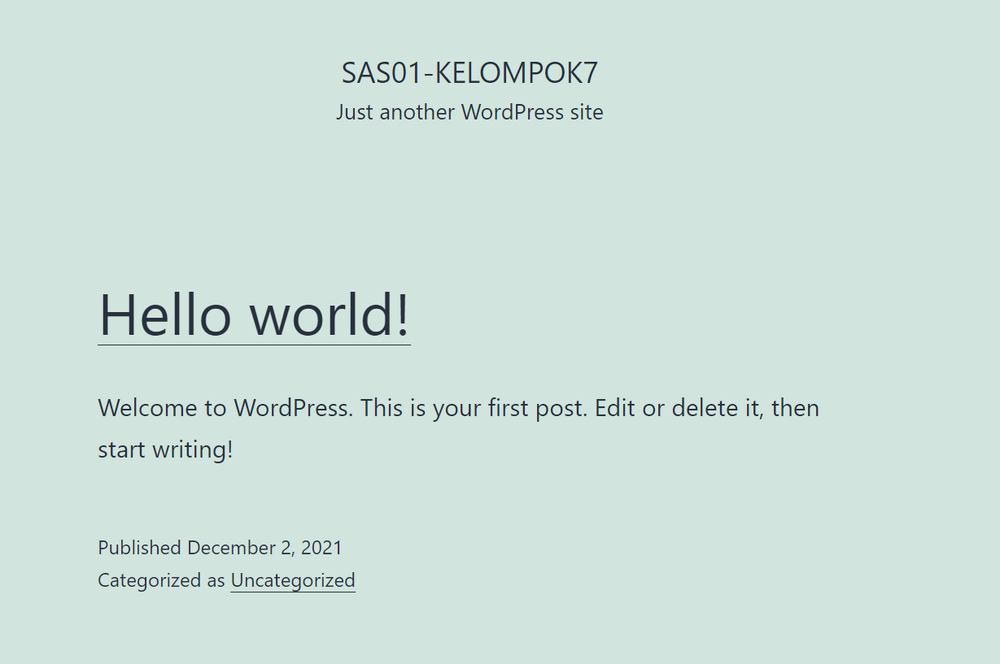 SAS01-KELOMPOK7
Just another WordPress site
Hello world!
Welcome to WordPress. This is your first post. Edit or delete it, then
start writing!
Published December 2, 2021
Categorized as Uncategorized